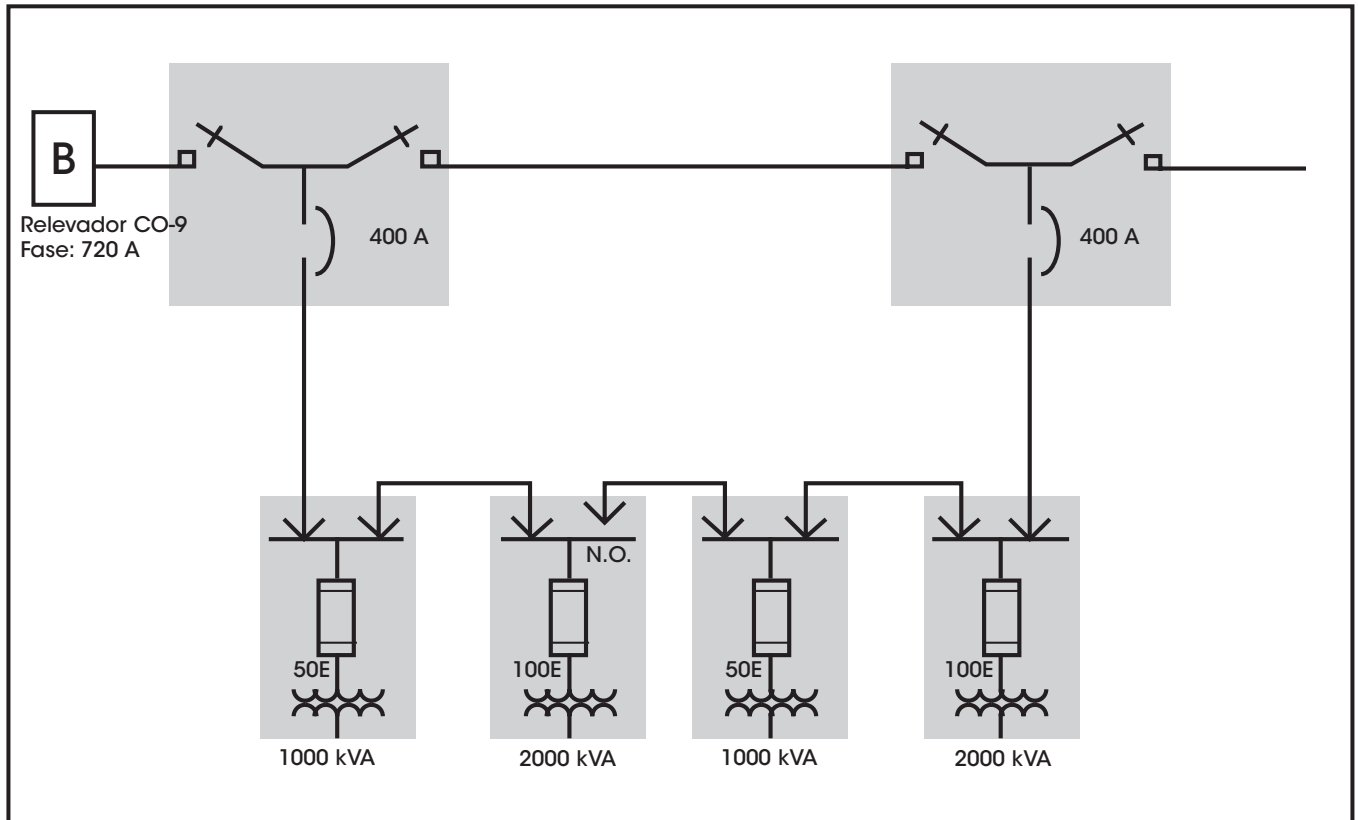 B
Relevador CO-9
Fase: 720 A
400 A
400 A
N.O.
50E
100E
50E
100E
1000 kVA
2000 kVA
1000 kVA
2000 kVA